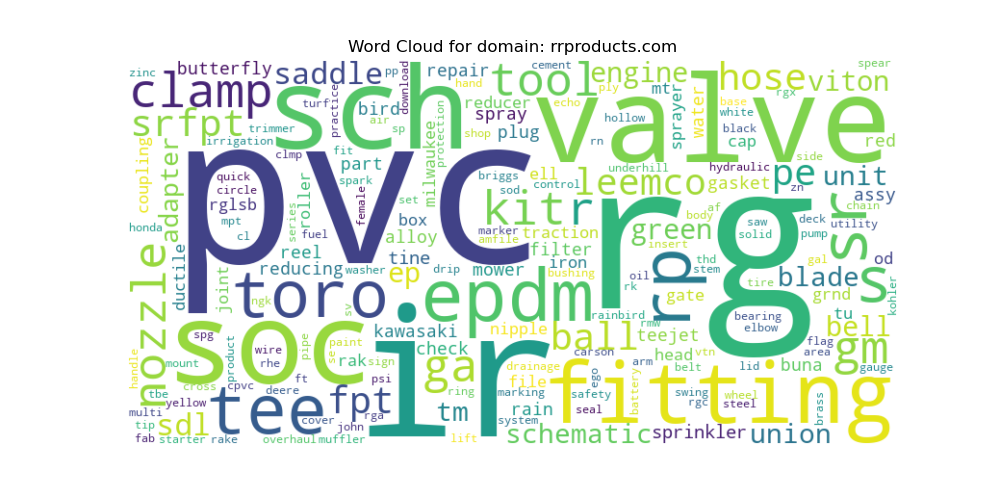 Word Cloud for domain: rrproducts.com
zinc butterfly saddle pp download repair cement tool engine hose mt viton rgx spear
clamp sch bird air hand reducer echo ply sprayer water base white valve
srfpt trimmer turf practice sp milwaukee protection shop spray plug hollow rn black cap side red
coupling adapter irrigation clmp fit part ell underhill hydraulic pe unit
pvc quick circle rglsb spark briggs sod control leemco gasket zn assy
mpt cl roller series female set box marker kit r body af saw solid deck chain utility
honda fuel alloy amfile traction green rg insert thd pump sr
ductile joint reel reducing tine washer ep drip mower filter iron bushing oil stem gate rp tire gal blade od s
nozzle toro ngk sv epdm rainbird rk rmw bearing elbow grnd tu kohler
soc spg pipe paint kawasaki check nipple ball teejet flag area bell
handle mount product wire rhe set rak sign ir ga file carson arm head vtn lid buna gm gauge
tbe cross cpvc ft deere psi ring drainage ego safety battery belt swing wheel
multi yellow tee cover rga fpt tm marking rain seal fitting rgc steel brass
tip sdl john system
fab starter rake overhaul muffler lift schematic sprinkler union